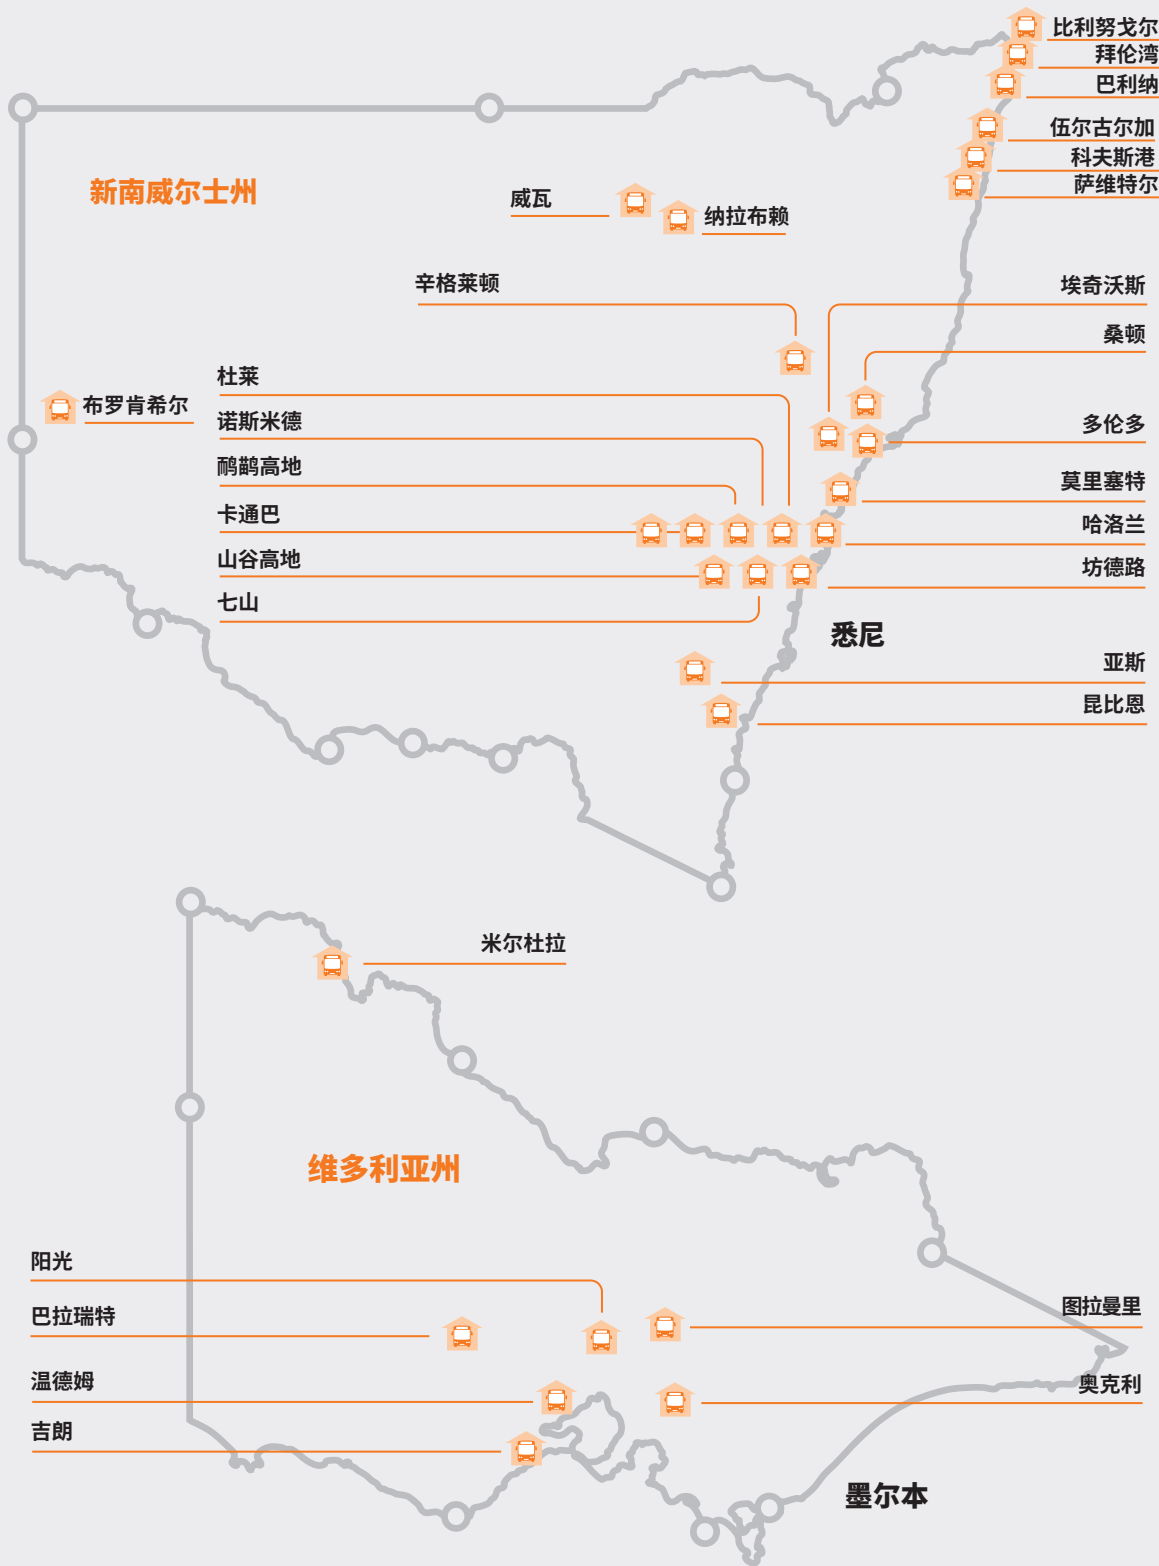 比利努戈尔
拜伦湾
巴利纳
伍尔古尔加
科夫斯港
萨维特尔
新南威尔士州
威瓦
纳拉布赖
辛格莱顿
埃奇沃斯
桑顿
杜莱
布罗肯希尔
诺斯米德
多伦多
鸸鹋高地
莫里塞特
卡通巴
哈洛兰
山谷高地
坊德路
七山
悉尼
亚斯
昆比恩
米尔杜拉
维多利亚州
阳光
巴拉瑞特
图拉曼里
温德姆
奥克利
吉朗
墨尔本